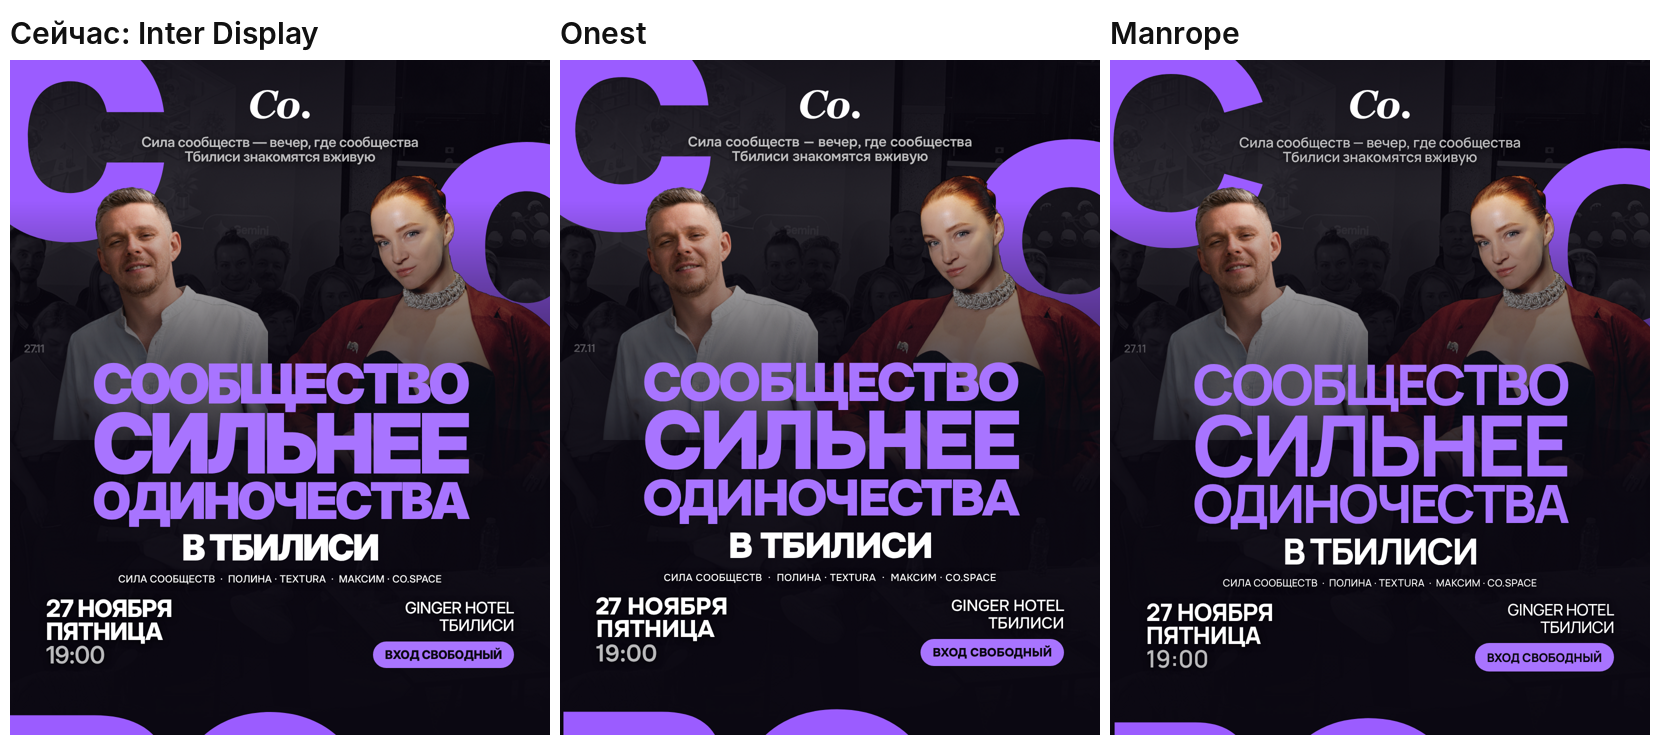 Сейчас: Inter Display
Co.
Сила сообществ — вечер, где сообщества
Тбилиси знакомятся вживую
Gemini
27.11
СООБЩЕСТВО
СИЛЬНЕЕ
ОДИНОЧЕСТВА
В ТБИЛИСИ
СИЛА СООБЩЕСТВ · ПОЛИНА · TEXTURA · МАКСИМ · CO.SPACE
27 НОЯБРЯ
ПЯТНИЦА
19:00
GINGER HOTEL
ТБИЛИСИ
ВХОД СВОБОДНЫЙ
Onest
Co.
Сила сообществ — вечер, где сообщества
Тбилиси знакомятся вживую
Gemini
27.11
СООБЩЕСТВО
СИЛЬНЕЕ
ОДИНОЧЕСТВА
В ТБИЛИСИ
СИЛА СООБЩЕСТВ · ПОЛИНА · TEXTURA · МАКСИМ · CO.SPACE
27 НОЯБРЯ
ПЯТНИЦА
19:00
GINGER HOTEL
ТБИЛИСИ
ВХОД СВОБОДНЫЙ
Manrope
Co.
Сила сообществ — вечер, где сообщества
Тбилиси знакомятся вживую
Gemini
27.11
СООБЩЕСТВО
СИЛЬНЕЕ
ОДИНОЧЕСТВА
В ТБИЛИСИ
СИЛА СООБЩЕСТВ · ПОЛИНА · TEXTURA · МАКСИМ · CO.SPACE
27 НОЯБРЯ
ПЯТНИЦА
19:00
GINGER HOTEL
ТБИЛИСИ
ВХОД СВОБОДНЫЙ